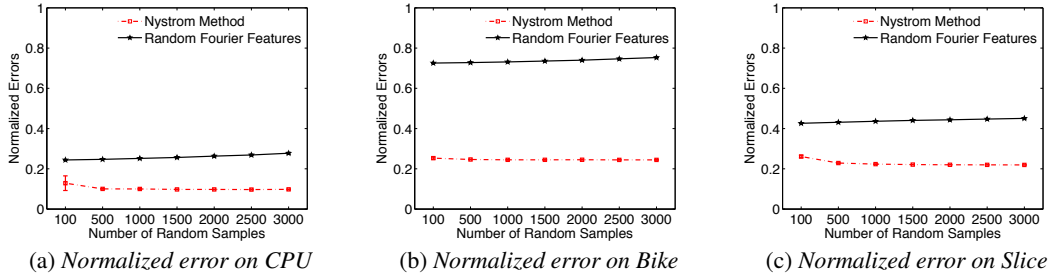 Nystrom Method
Random Fourier Features
Normalized Errors
1
0.8
0.6
0.4
0.2
0
100 500 1000 1500 2000 2500 3000
Number of Random Samples
(a) Normalized error on CPU
Nystrom Method
Random Fourier Features
Normalized Errors
1
0.8
0.6
0.4
0.2
0
100 500 1000 1500 2000 2500 3000
Number of Random Samples
(b) Normalized error on Bike
Nystrom Method
Random Fourier Features
Normalized Errors
1
0.8
0.6
0.4
0.2
0
100 500 1000 1500 2000 2500 3000
Number of Random Samples
(c) Normalized error on Slice